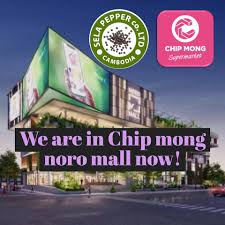 SELA PEPPER co., LTD
CAMBODIA
CHIP MONG
Supermarket
We are in Chip mong
noro mall now!